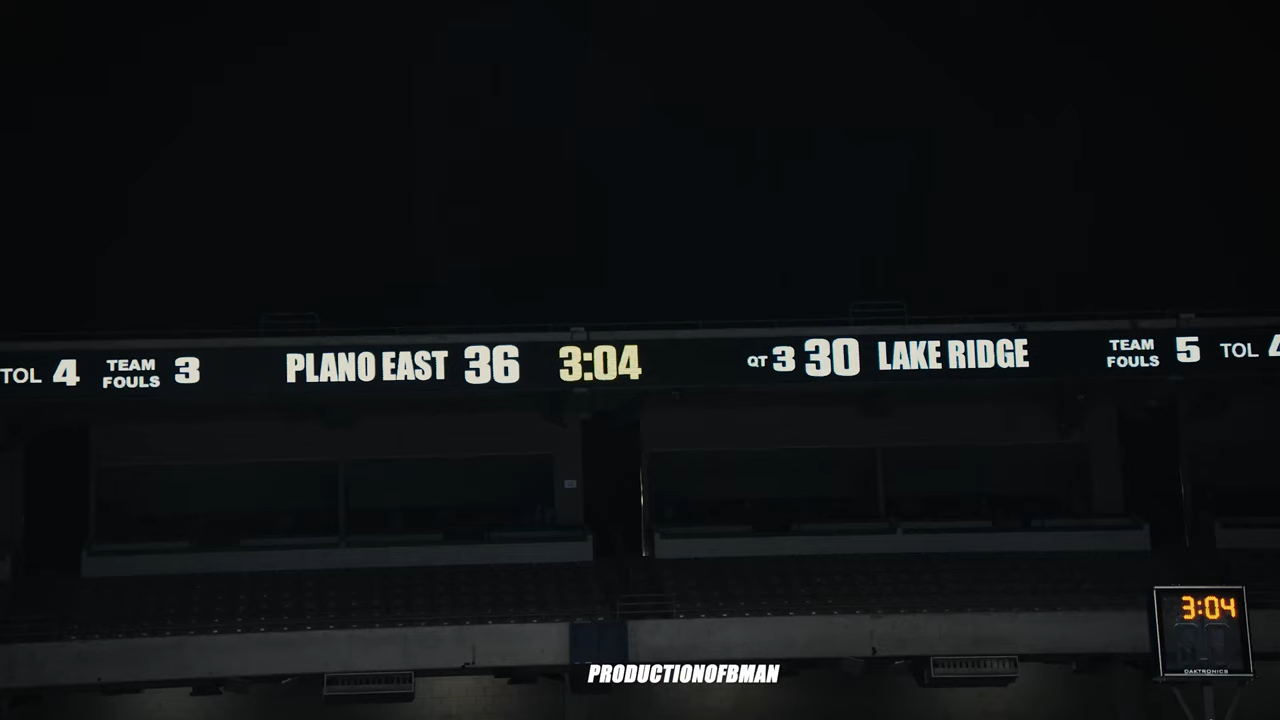 TOL 4 TEAM FOULS 3 PLANO EAST 36 3:04 QT 3 30 LAKE RIDGE TEAM FOULS 5 TOL
3:04
DAKTRONICS
PRODUCTIONOFBMAN